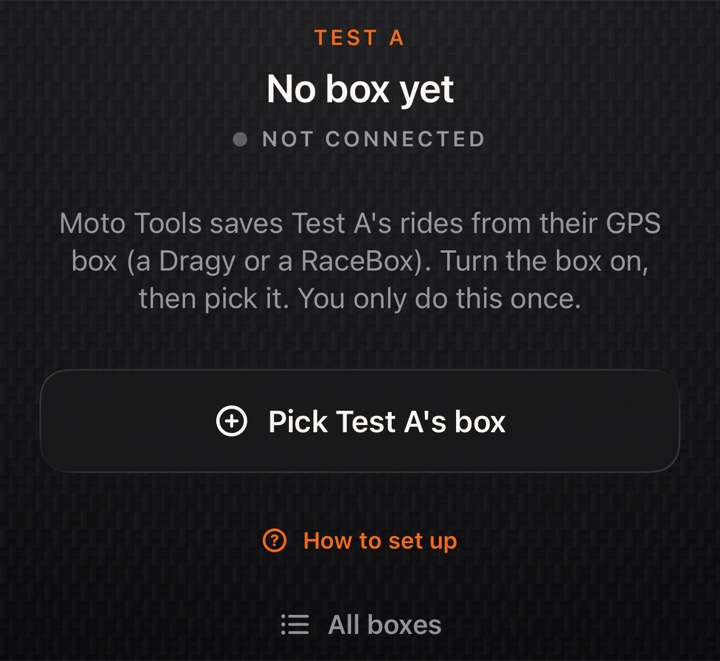 TEST A
No box yet
NOT CONNECTED
Moto Tools saves Test A's rides from their GPS
box (a Dragy or a RaceBox). Turn the box on,
then pick it. You only do this once.
Pick Test A's box
How to set up
All boxes